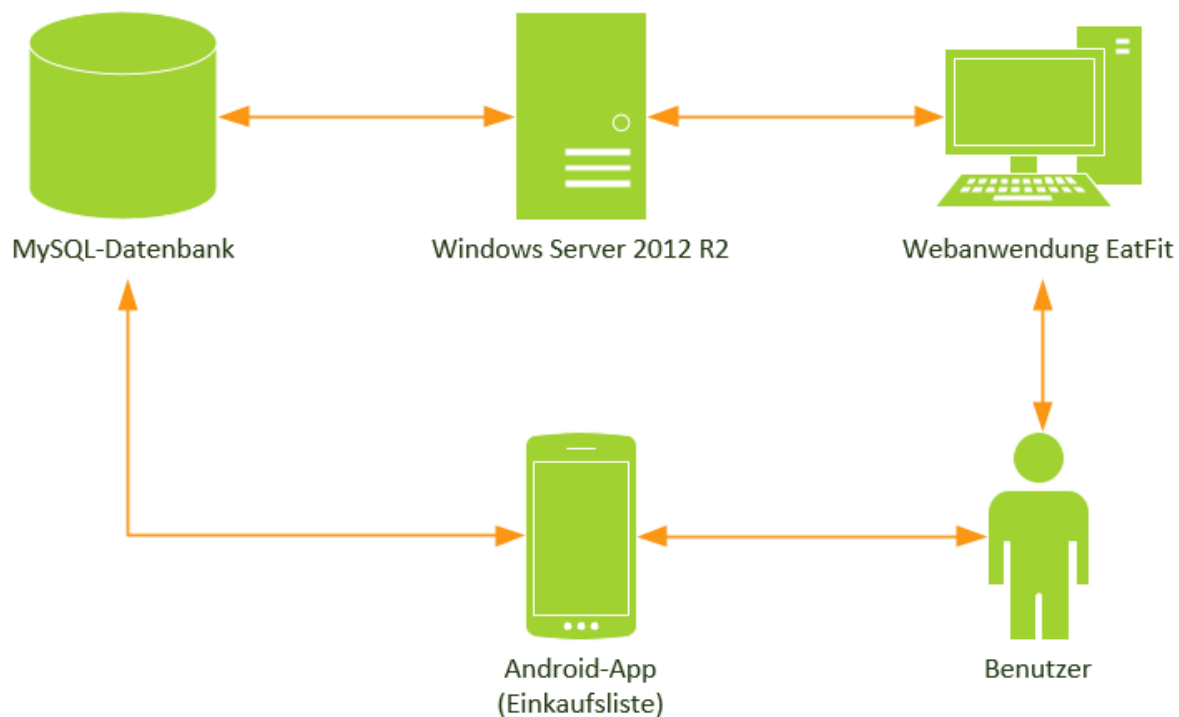 MySQL-Datenbank
Windows Server 2012 R2
Webanwendung EatFit
Android-App
(Einkaufsliste)
Benutzer